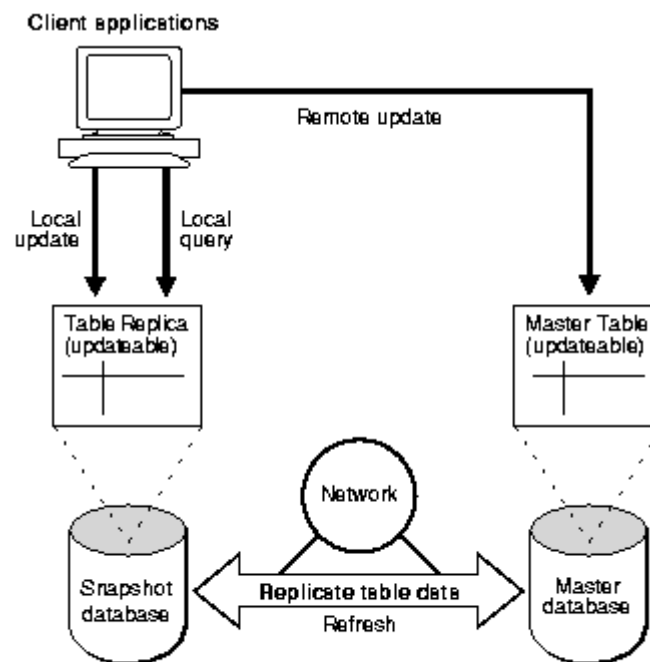 Client applications
Remote update
Local
update
Local
query
Table Replica
(updateable)
Master Table
(updateable)
Network
Snapshot
database
Replicate table data
Refresh
Master
database